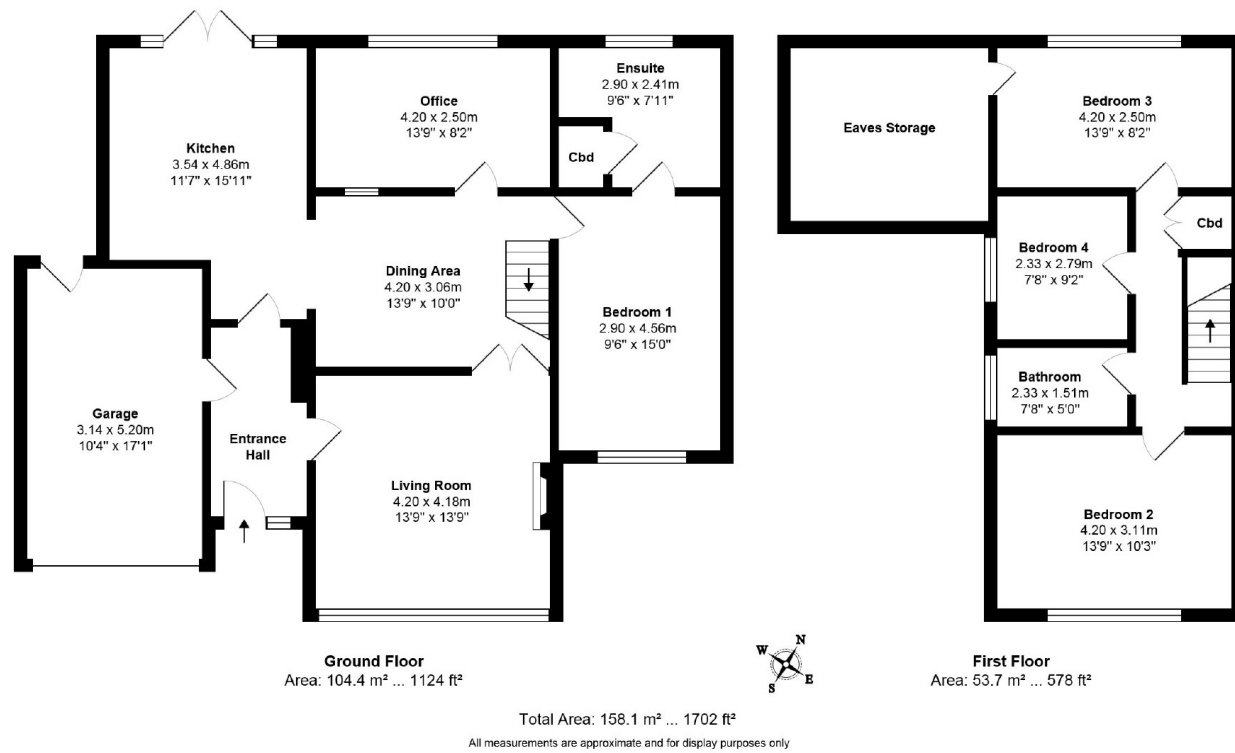 Kitchen
3.54 x 4.86m
11'7" x 15'11"
Office
4.20 x 2.50m
13'9" x 8'2"
Ensuite
2.90 x 2.41m
9'6" x 7'11"
Cbd
Dining Area
4.20 x 3.06m
13'9" x 10'0"
Bedroom 1
2.90 x 4.56m
9'6" x 15'0"
Garage
3.14 x 5.20m
10'4" x 17'1"
Entrance
Hall
Living Room
4.20 x 4.18m
13'9" x 13'9"
Ground Floor
Area: 104.4 m² ... 1124 ft²
Eaves Storage
Bedroom 3
4.20 x 2.50m
13'9" x 8'2"
Cbd
Bedroom 4
2.33 x 2.79m
7'8" x 9'2"
Bathroom
2.33 x 1.51m
7'8" x 5'0"
Bedroom 2
4.20 x 3.11m
13'9" x 10'3"
First Floor
Area: 53.7 m² ... 578 ft²
N
W
E
S
Total Area: 158.1 m² ... 1702 ft²
All measurements are approximate and for display purposes only